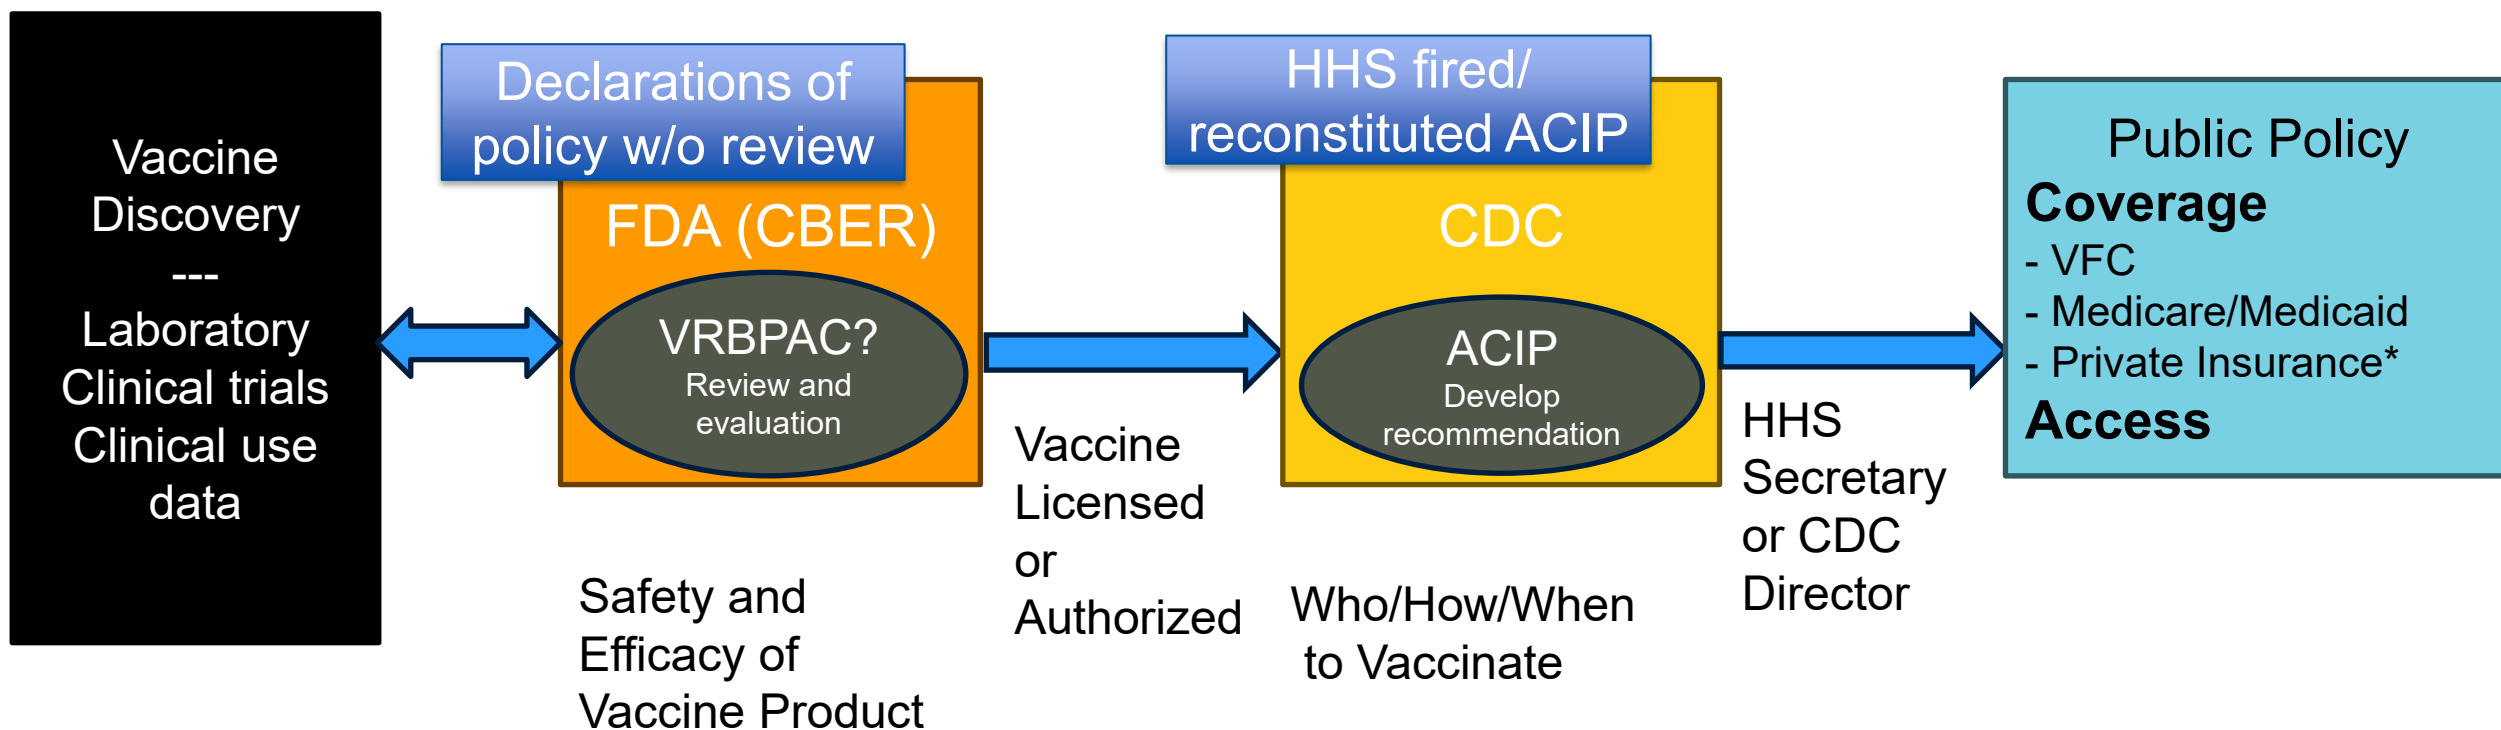 Vaccine
Discovery
---
Laboratory
Clinical trials
Clinical use
data
Declarations of
policy w/o review
FDA (CBER)
VRBPAC?
Review and
evaluation
Safety and
Efficacy of
Vaccine Product
Vaccine
Licensed
or
Authorized
HHS fired/
reconstituted ACIP
CDC
ACIP
Develop
recommendation
Who/How/When
to Vaccinate
HHS
Secretary
or CDC
Director
Public Policy
Coverage
- VFC
- Medicare/Medicaid
- Private Insurance*
Access